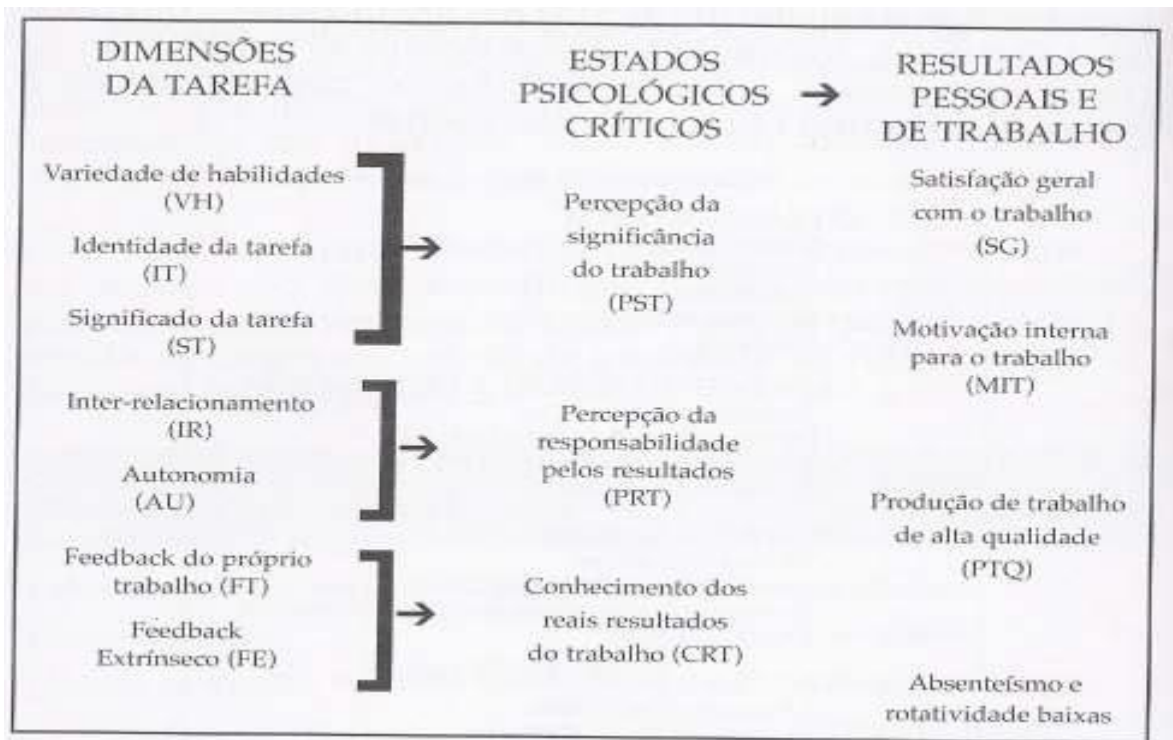 DIMENSÕES
DA TAREFA
Variedade de habilidades
(VH)
Identidade da tarefa
(IT)
Significado da tarefa
(ST)
Inter-relacionamento
(IR)
Autonomia
(AU)
Feedback do próprio
trabalho (FT)
Feedback
Extrínseco (FE)
ESTADOS
PSICOLÓGICOS
CRÍTICOS
Percepção da
significância
do trabalho
(PST)
Percepção da
responsabilidade
pelos resultados
(PRT)
Conhecimento dos
reais resultados
do trabalho (CRT)
RESULTADOS
PESSOAIS E
DE TRABALHO
Satisfação geral
com o trabalho
(SG)
Motivação interna
para o trabalho
(MIT)
Produção de trabalho
de alta qualidade
(PTQ)
Absenteísmo e
rotatividade baixas